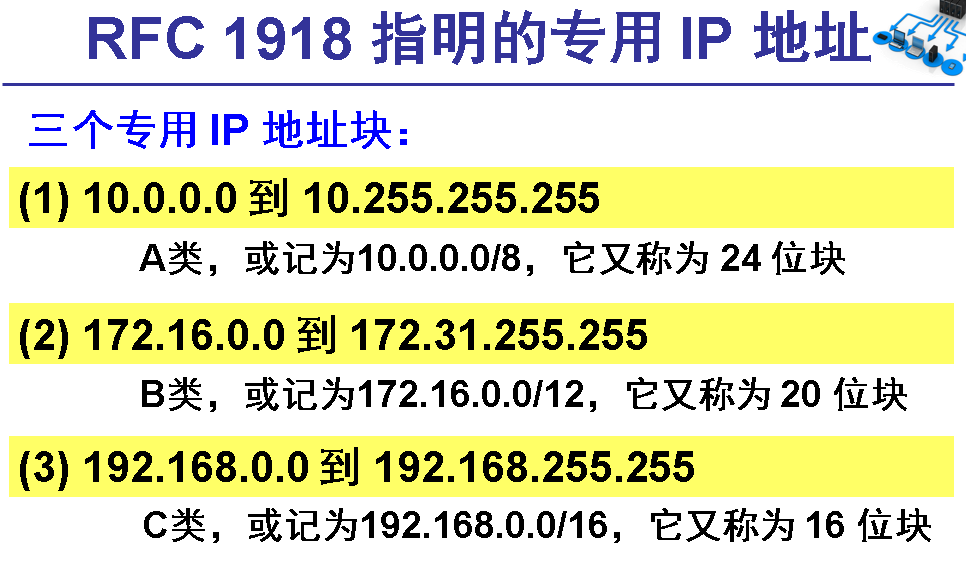 RFC 1918 指明的专用 IP 地址
三个专用 IP 地址块：
(1) 10.0.0.0 到 10.255.255.255
A类，或记为10.0.0.0/8，它又称为 24 位块
(2) 172.16.0.0 到 172.31.255.255
B类，或记为172.16.0.0/12，它又称为 20 位块
(3) 192.168.0.0 到 192.168.255.255
C类，或记为192.168.0.0/16，它又称为 16 位块